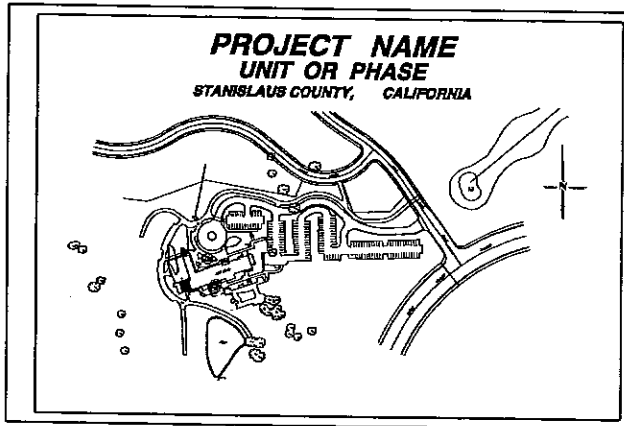 PROJECT NAME
UNIT OR PHASE
STANISLAUS COUNTY, CALIFORNIA
N